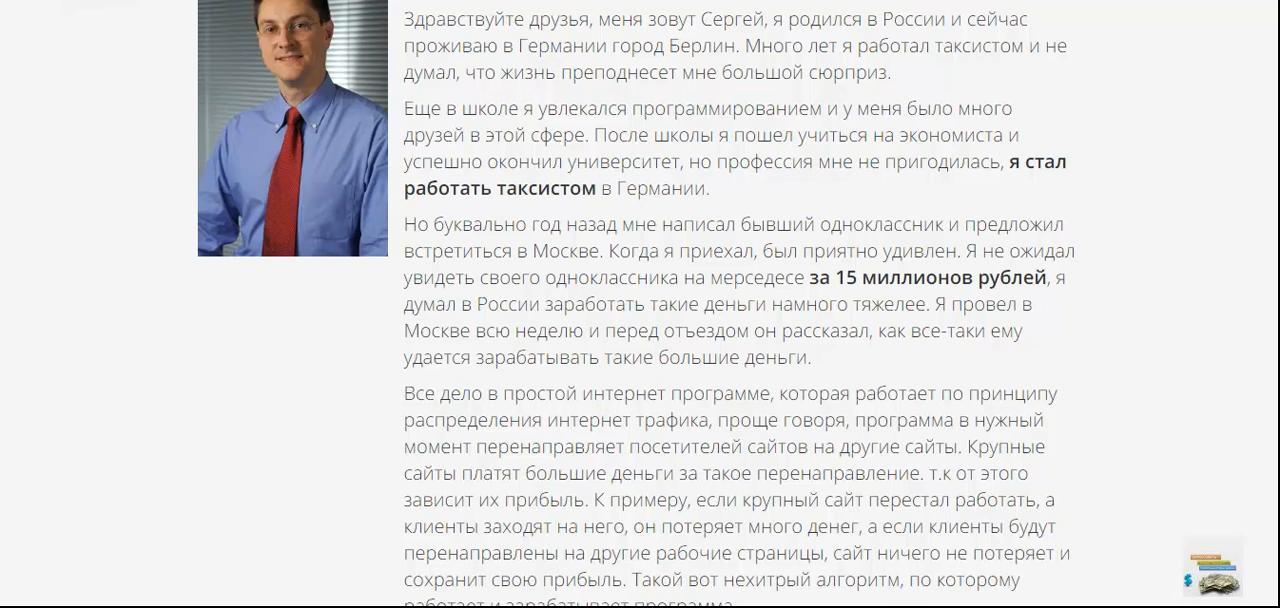 Здравствуйте друзья, меня зовут Сергей, я родился в России и сейчас
проживаю в Германии город Берлин. Много лет я работал таксистом и не
думал, что жизнь преподнесет мне большой сюрприз.
Еще в школе я увлекался программированием и у меня было много
друзей в этой сфере. После школы я пошел учиться на экономиста и
успешно окончил университет, но профессия мне не пригодилась, я стал
работать таксистом в Германии.
Но буквально год назад мне написал бывший одноклассник и предложил
встретиться в Москве. Когда я приехал, был приятно удивлен. Я не ожидал
увидеть своего одноклассника на мерседесе за 15 миллионов рублей, я
думал в России заработать такие деньги намного тяжелее. Я провел в
Москве всю неделю и перед отъездом он рассказал, как все-таки ему
удается зарабатывать такие большие деньги.
Все дело в простой интернет программе, которая работает по принципу
распределения интернет трафика, проще говоря, программа в нужный
момент перенаправляет посетителей сайтов на другие сайты. Крупные
сайты платят большие деньги за такое перенаправление. т.к от этого
зависит их прибыль. К примеру, если крупный сайт перестал работать, а
клиенты заходят на него, он потеряет много денег, а если клиенты будут
перенаправлены на другие рабочие страницы, сайт ничего не потеряет и
сохранит свою прибыль. Такой вот нехитрый алгоритм, по которому
работает и зарабатывает программа.